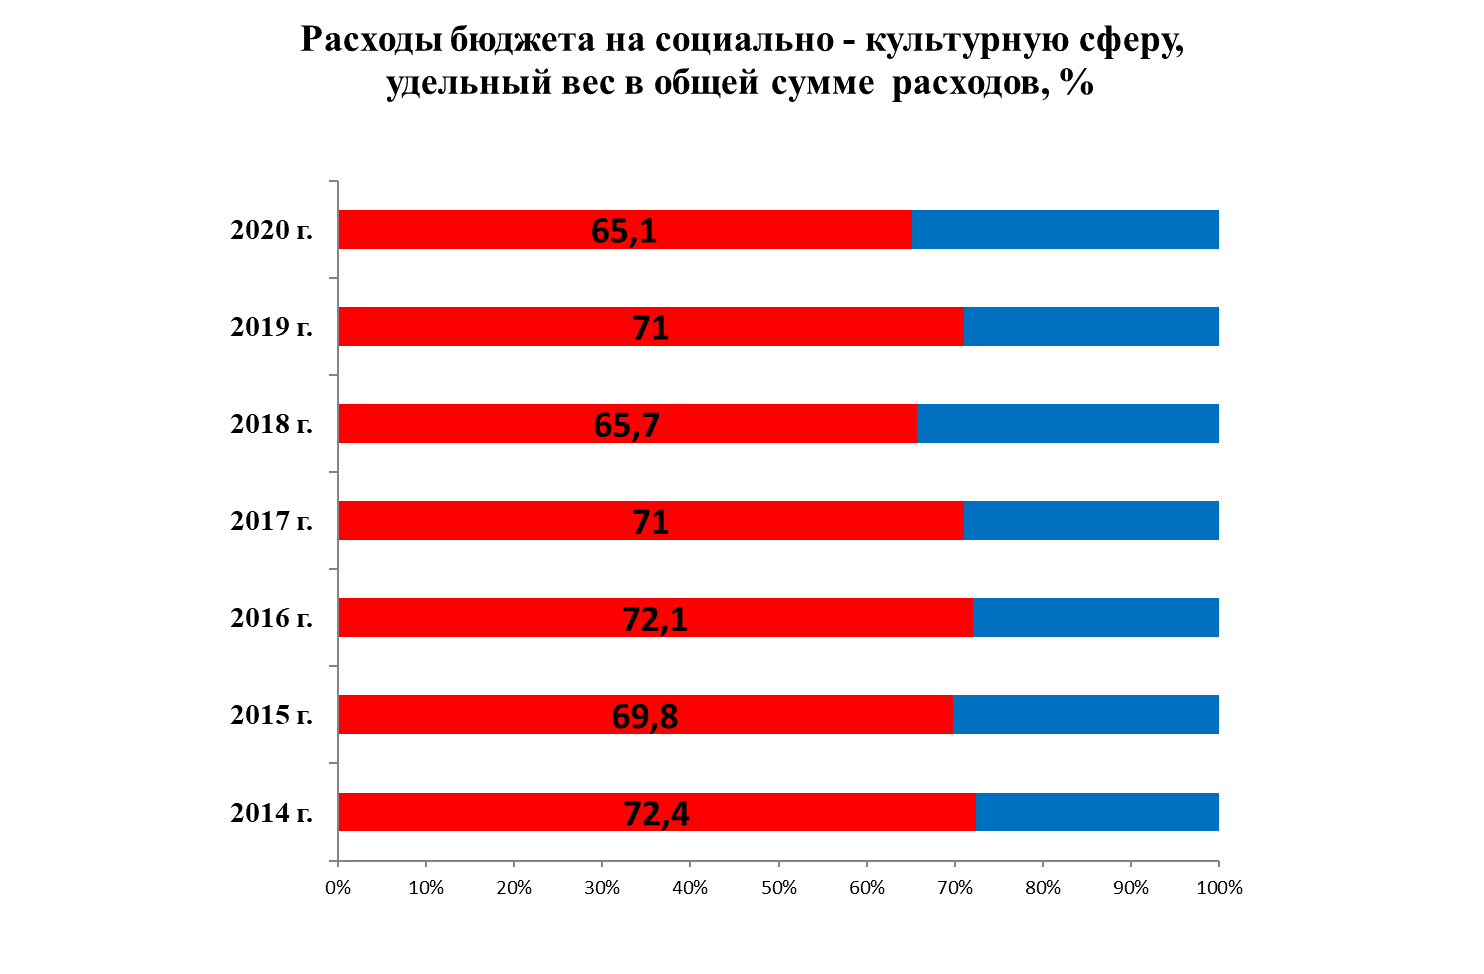 Расходы бюджета на социально - культурную сферу,
удельный вес в общей сумме расходов, %
2020 г.
65,1
2019 г.
71
2018 г.
65,7
2017 г.
71
2016 г.
72,1
2015 г.
69,8
2014 г.
72,4
0% 10% 20% 30% 40% 50% 60% 70% 80% 90% 100%